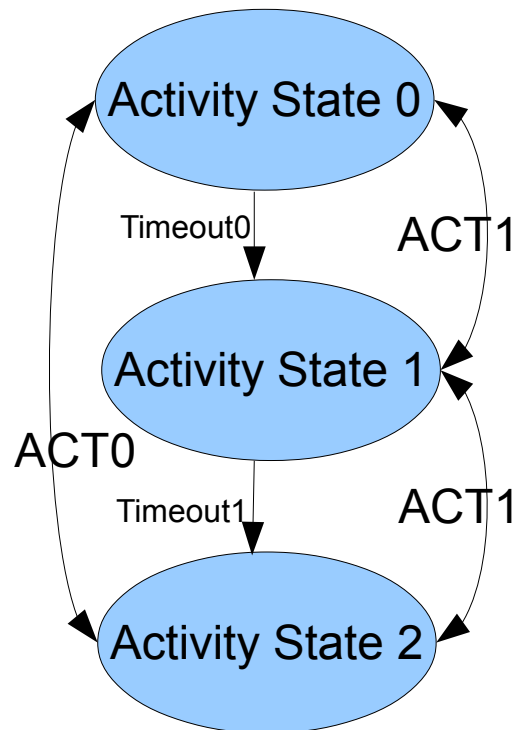 Activity State 0
Timeout0
ACT1
Activity State 1
ACT0
Timeout1
ACT1
Activity State 2